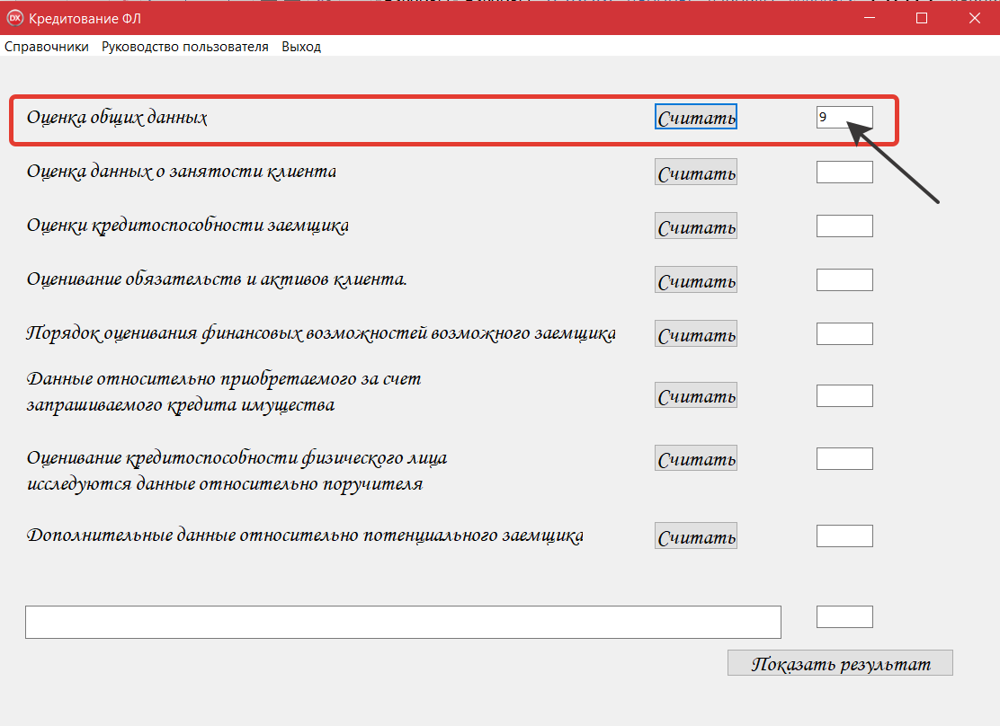 DX Кредитование ФЛ
Справочники Руководство пользователя Выход
Оценка общих данных Считать 9
Оценка данных о занятости клиента Считать
Оценки кредитоспособности заемщика Считать
Оценивание обязательств и активов клиента. Считать
Порядок оценивания финансовых возможностей возможного заемщика Считать
Данные относительно приобретаемого за счет
запрашиваемого кредита имущества Считать
Оценивание кредитоспособности физического лица Считать
исследуются данные относительно поручителя
Дополнительные данные относительно потенциального заемщика Считать
Показать результат